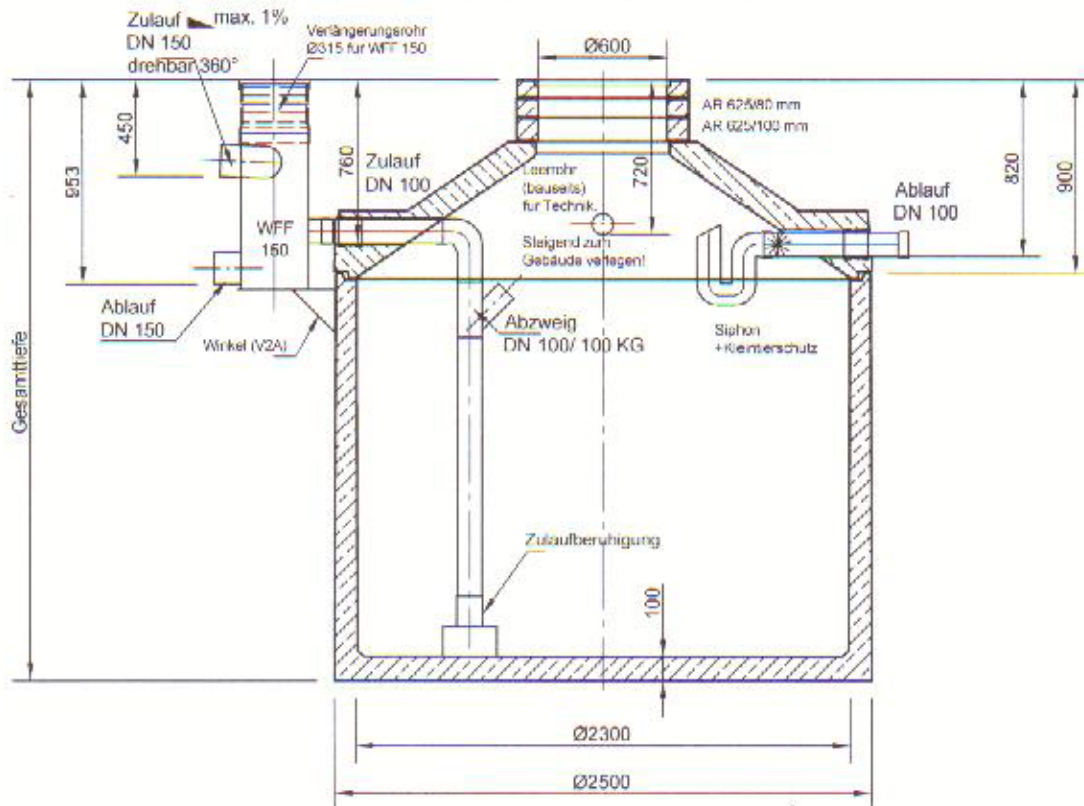 Zulauf max. 1%
DN 150
drehbar 360°
Verlängerungsrohr
Ø315 für WFF 150
Ø600
AR 625/80 mm
AR 625/100 mm
450
953
760
Zulauf
DN 100
Leerrohr
(bauseits)
für Technik.
720
Ablauf
DN 100
820
900
WFF
150
Steigend zum
Gebäude verlegen!
Ablauf
DN 150
Winkel (V2A)
Abzweig
DN 100/ 100 KG
Siphon
+Kleintierschutz
Gesamttiefe
Zulaufberuhigung
100
Ø2300
Ø2500